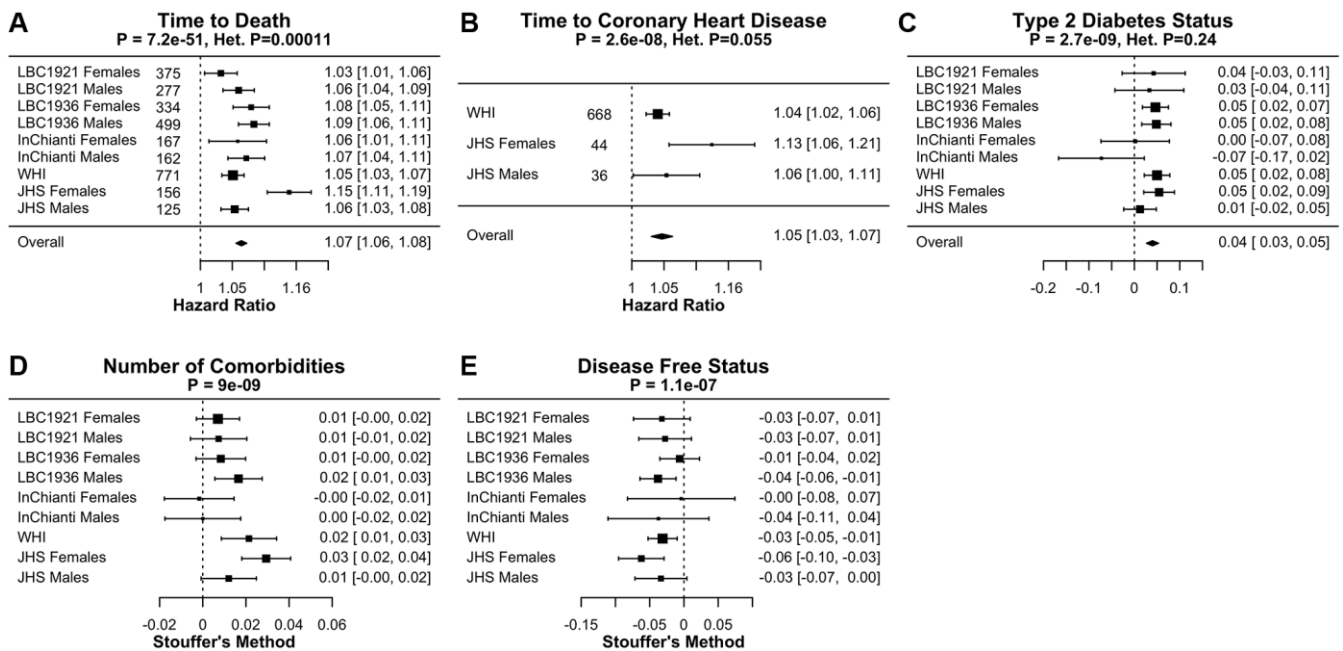 A Time to Death
P = 7.2e-51, Het. P=0.00011
LBC1921 Females 375 1.03 [1.01, 1.06]
LBC1921 Males 277 1.06 [1.04, 1.09]
LBC1936 Females 334 1.08 [1.05, 1.11]
LBC1936 Males 499 1.09 [1.06, 1.11]
InChianti Females 167 1.06 [1.01, 1.11]
InChianti Males 162 1.07 [1.04, 1.11]
WHI 771 1.05 [1.03, 1.07]
JHS Females 156 1.15 [1.11, 1.19]
JHS Males 125 1.06 [1.03, 1.08]
Overall 1.07 [1.06, 1.08]
1 1.05 1.16
Hazard Ratio
B Time to Coronary Heart Disease
P = 2.6e-08, Het. P=0.055
WHI 668 1.04 [1.02, 1.06]
JHS Females 44 1.13 [1.06, 1.21]
JHS Males 36 1.06 [1.00, 1.11]
Overall 1.05 [1.03, 1.07]
1 1.05 1.16
Hazard Ratio
C Type 2 Diabetes Status
P = 2.7e-09, Het. P=0.24
LBC1921 Females 0.04 [-0.03, 0.11]
LBC1921 Males 0.03 [-0.04, 0.11]
LBC1936 Females 0.05 [0.02, 0.07]
LBC1936 Males 0.05 [0.02, 0.08]
InChianti Females 0.00 [-0.07, 0.08]
InChianti Males -0.07 [-0.17, 0.02]
WHI 0.05 [0.02, 0.08]
JHS Females 0.05 [0.02, 0.09]
JHS Males 0.01 [-0.02, 0.05]
Overall 0.04 [0.03, 0.05]
-0.2 -0.1 0 0.1
D Number of Comorbidities
P = 9e-09
LBC1921 Females 0.01 [-0.00, 0.02]
LBC1921 Males 0.01 [-0.01, 0.02]
LBC1936 Females 0.01 [-0.00, 0.02]
LBC1936 Males 0.02 [ 0.01, 0.03]
InChianti Females -0.00 [-0.02, 0.01]
InChianti Males 0.00 [-0.02, 0.02]
WHI 0.02 [ 0.01, 0.03]
JHS Females 0.03 [ 0.02, 0.04]
JHS Males 0.01 [-0.00, 0.02]
-0.02 0 0.02 0.04 0.06
Stouffer's Method
E Disease Free Status
P = 1.1e-07
LBC1921 Females -0.03 [-0.07, 0.01]
LBC1921 Males -0.03 [-0.07, 0.01]
LBC1936 Females -0.01 [-0.04, 0.02]
LBC1936 Males -0.04 [-0.06, -0.01]
InChianti Females -0.00 [-0.08, 0.07]
InChianti Males -0.04 [-0.11, 0.04]
WHI -0.03 [-0.05, -0.01]
JHS Females -0.06 [-0.10, -0.03]
JHS Males -0.03 [-0.07, 0.00]
-0.15 -0.05 0 0.05
Stouffer's Method